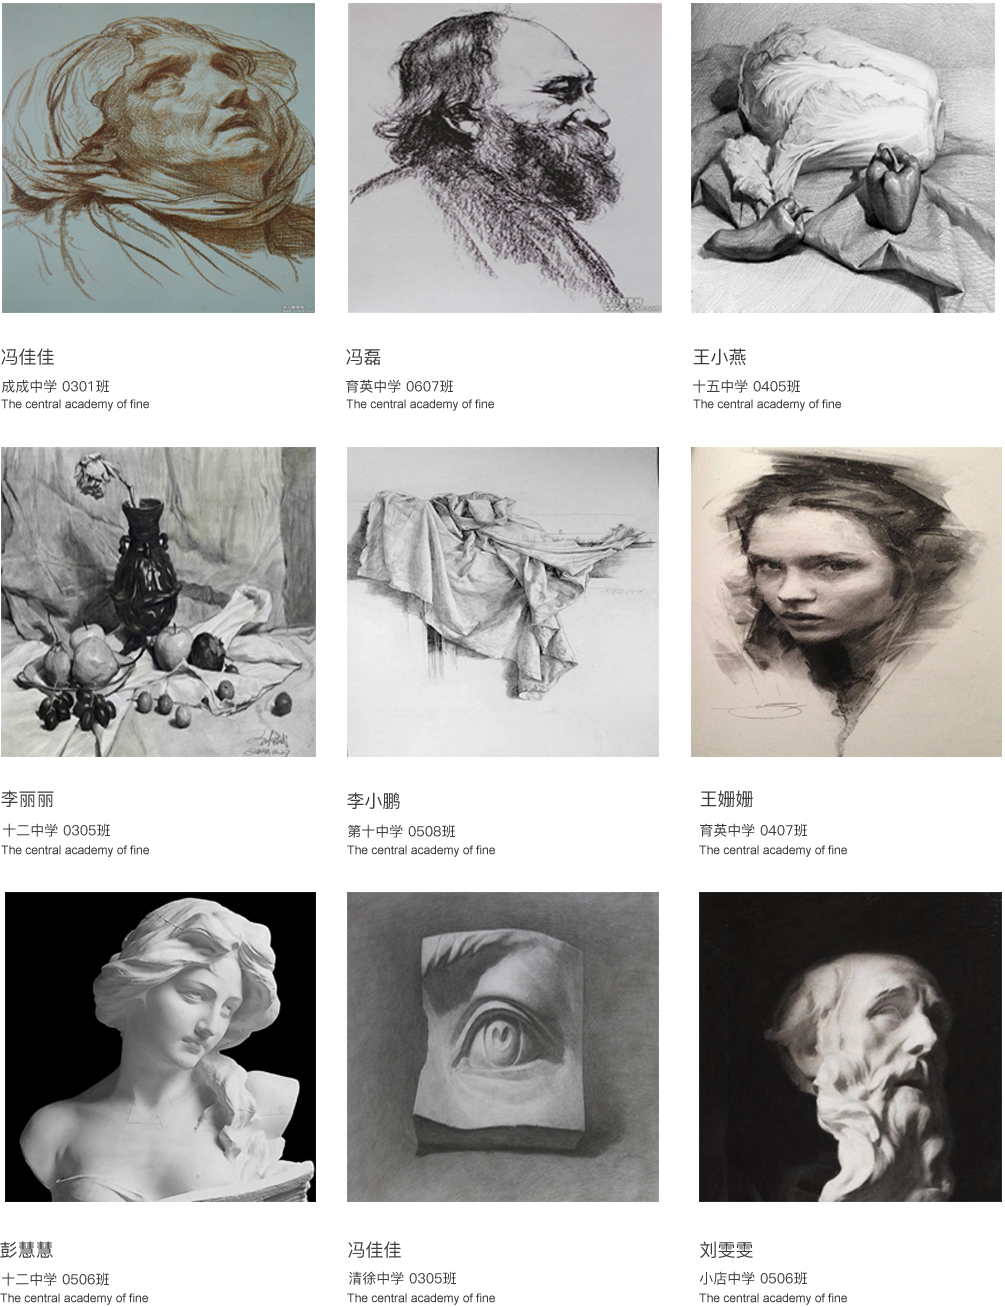 冯佳佳
成成中学 0301班
The central academy of fine
冯磊
育英中学 0607班
The central academy of fine
王小燕
十五中学 0405班
The central academy of fine
李丽丽
十二中学 0305班
The central academy of fine
李小鹏
第十中学 0508班
The central academy of fine
王姗姗
育英中学 0407班
The central academy of fine
彭慧慧
十二中学 0506班
The central academy of fine
冯佳佳
清徐中学 0305班
The central academy of fine
刘雯雯
小店中学 0506班
The central academy of fine